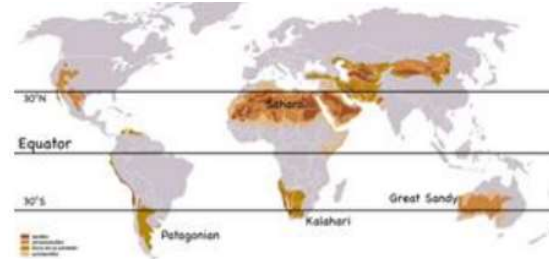 30°N
Sahara
Equator
30°S
Great Sandy
Kalahari
Patagonian